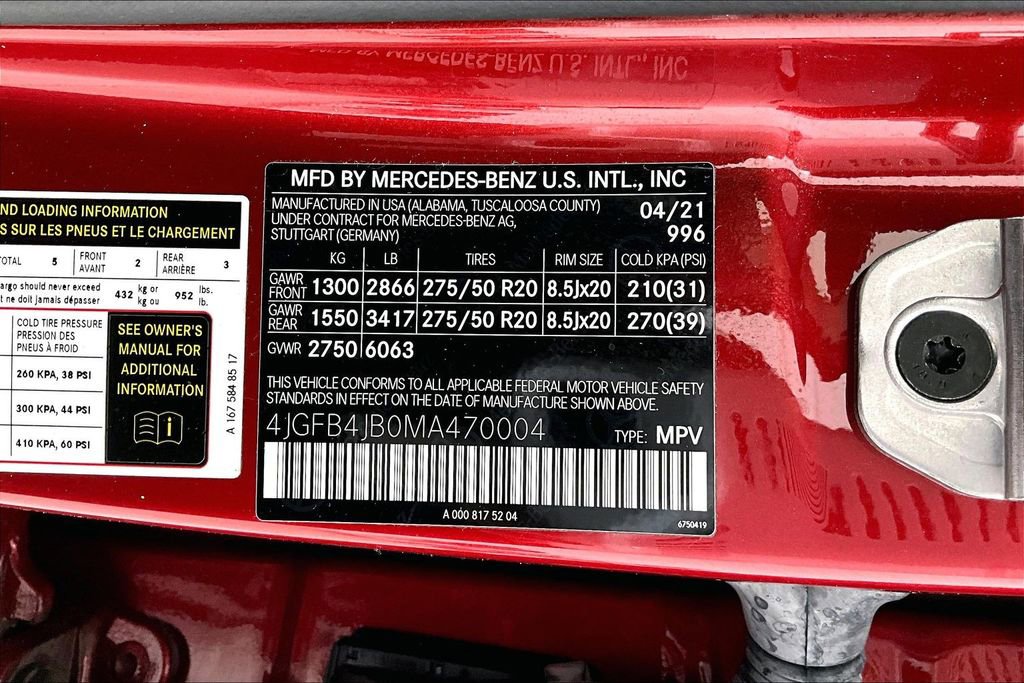 MFD BY MERCEDES-BENZ U.S. INTL., INC
MFD BY MERCEDES-BENZ U.S. INTL., INC
MANUFACTURED IN USA (ALABAMA, TUSCALOOSA COUNTY) 04/21
UNDER CONTRACT FOR MERCEDES-BENZ AG,
STUTTGART (GERMANY) 996
KG LB TIRES RIM SIZE COLD KPA (PSI)
GAWR FRONT 1300 2866 275/50 R20 8.5Jx20 210(31)
GAWR REAR 1550 3417 275/50 R20 8.5Jx20 270(39)
GWR 2750 6063
THIS VEHICLE CONFORMS TO ALL APPLICABLE FEDERAL MOTOR VEHICLE SAFETY
STANDARDS IN EFFECT ON THE DATE OF MANUFACTURE SHOWN ABOVE.
4JGFB4JB0MA470004 TYPE: MPV
A 000 817 52 04
6750419
LOADING INFORMATION
SUR LES PNEUS ET LE CHARGEMENT
5 FRONT AVANT 2 REAR ARRIÈRE 3
should never exceed 432 kg or 952 lbs.
ne doit jamais dépasser kg ou lb.
COLD TIRE PRESSURE
PRESSION DES
PNEUS À FROID
260 KPA, 38 PSI
300 KPA, 44 PSI
410 KPA, 60 PSI
SEE OWNER'S
MANUAL FOR
ADDITIONAL
INFORMATION
i
A 167 584 85 17